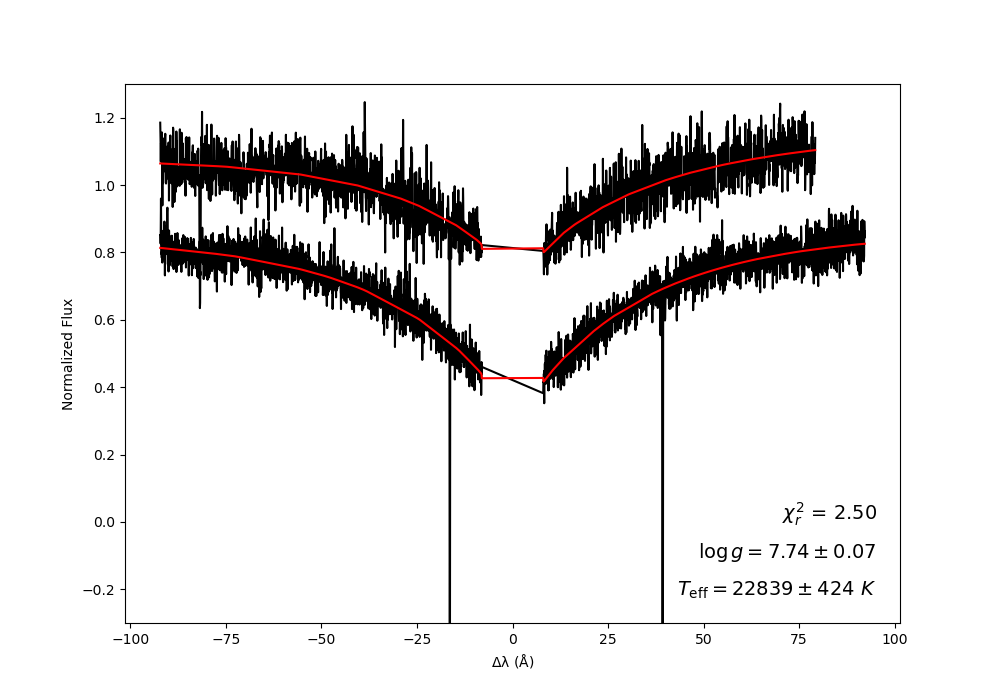 1.2
1.0
0.8
0.6
0.4
0.2
0.0
−0.2
Normalized Flux
χ²ᵣ = 2.50
log g = 7.74 ± 0.07
T_eff = 22839 ± 424 K
−100 −75 −50 −25 0 25 50 75 100
Δλ (Å)